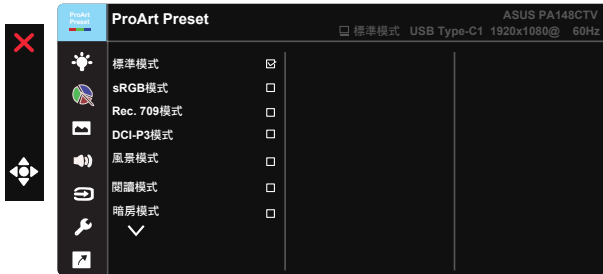 ProArt
Preset
ProArt Preset
ASUS PA148CTV
標準模式 USB Type-C1 1920x1080@ 60Hz
標準模式
sRGB模式
Rec. 709模式
DCI-P3模式
風景模式
閱讀模式
暗房模式